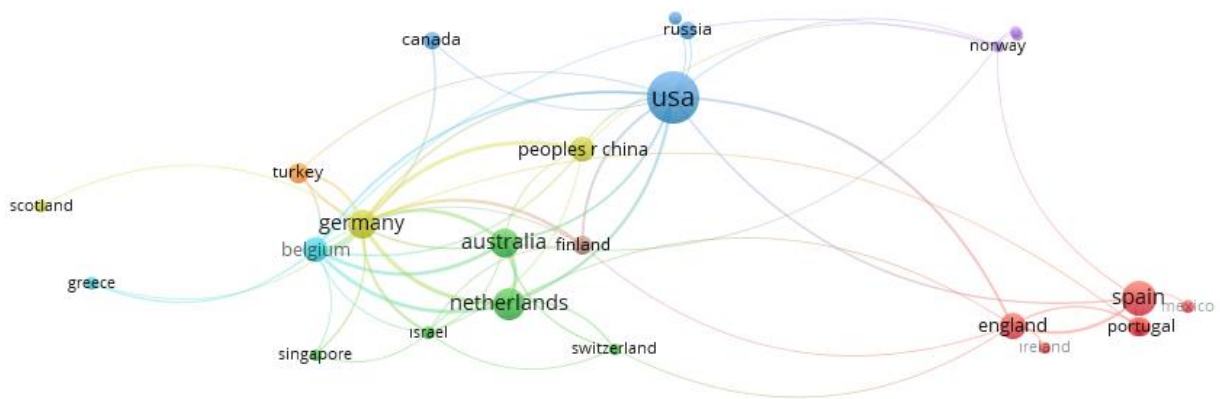 russia
canada
norway
usa
peoples r china
turkey
scotland
germany
australia
finland
belgium
greece
spain
mexico
netherlands
england
portugal
israel
ireland
switzerland
singapore